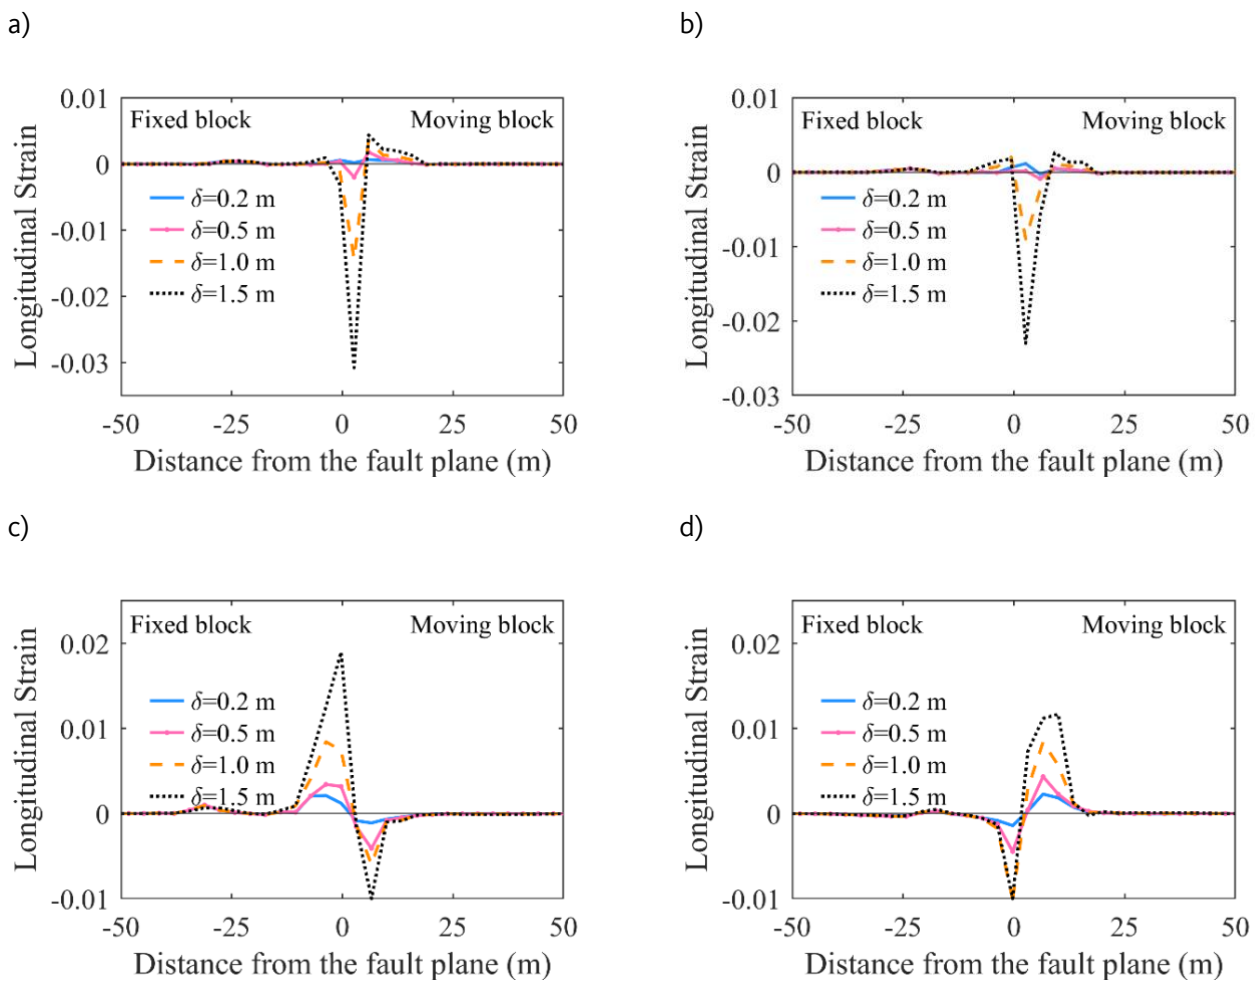 a)
0.01
Fixed block
Moving block
0
-0.01
-0.02
-0.03
Longitudinal Strain
δ=0.2 m
δ=0.5 m
δ=1.0 m
δ=1.5 m
-50
-25
0
25
50
Distance from the fault plane (m)
b)
0.01
Fixed block
Moving block
0
-0.01
-0.02
-0.03
Longitudinal Strain
δ=0.2 m
δ=0.5 m
δ=1.0 m
δ=1.5 m
-50
-25
0
25
50
Distance from the fault plane (m)
c)
Fixed block
Moving block
0.02
0.01
0
-0.01
Longitudinal Strain
δ=0.2 m
δ=0.5 m
δ=1.0 m
δ=1.5 m
-50
-25
0
25
50
Distance from the fault plane (m)
d)
Fixed block
Moving block
0.02
0.01
0
-0.01
Longitudinal Strain
δ=0.2 m
δ=0.5 m
δ=1.0 m
δ=1.5 m
-50
-25
0
25
50
Distance from the fault plane (m)